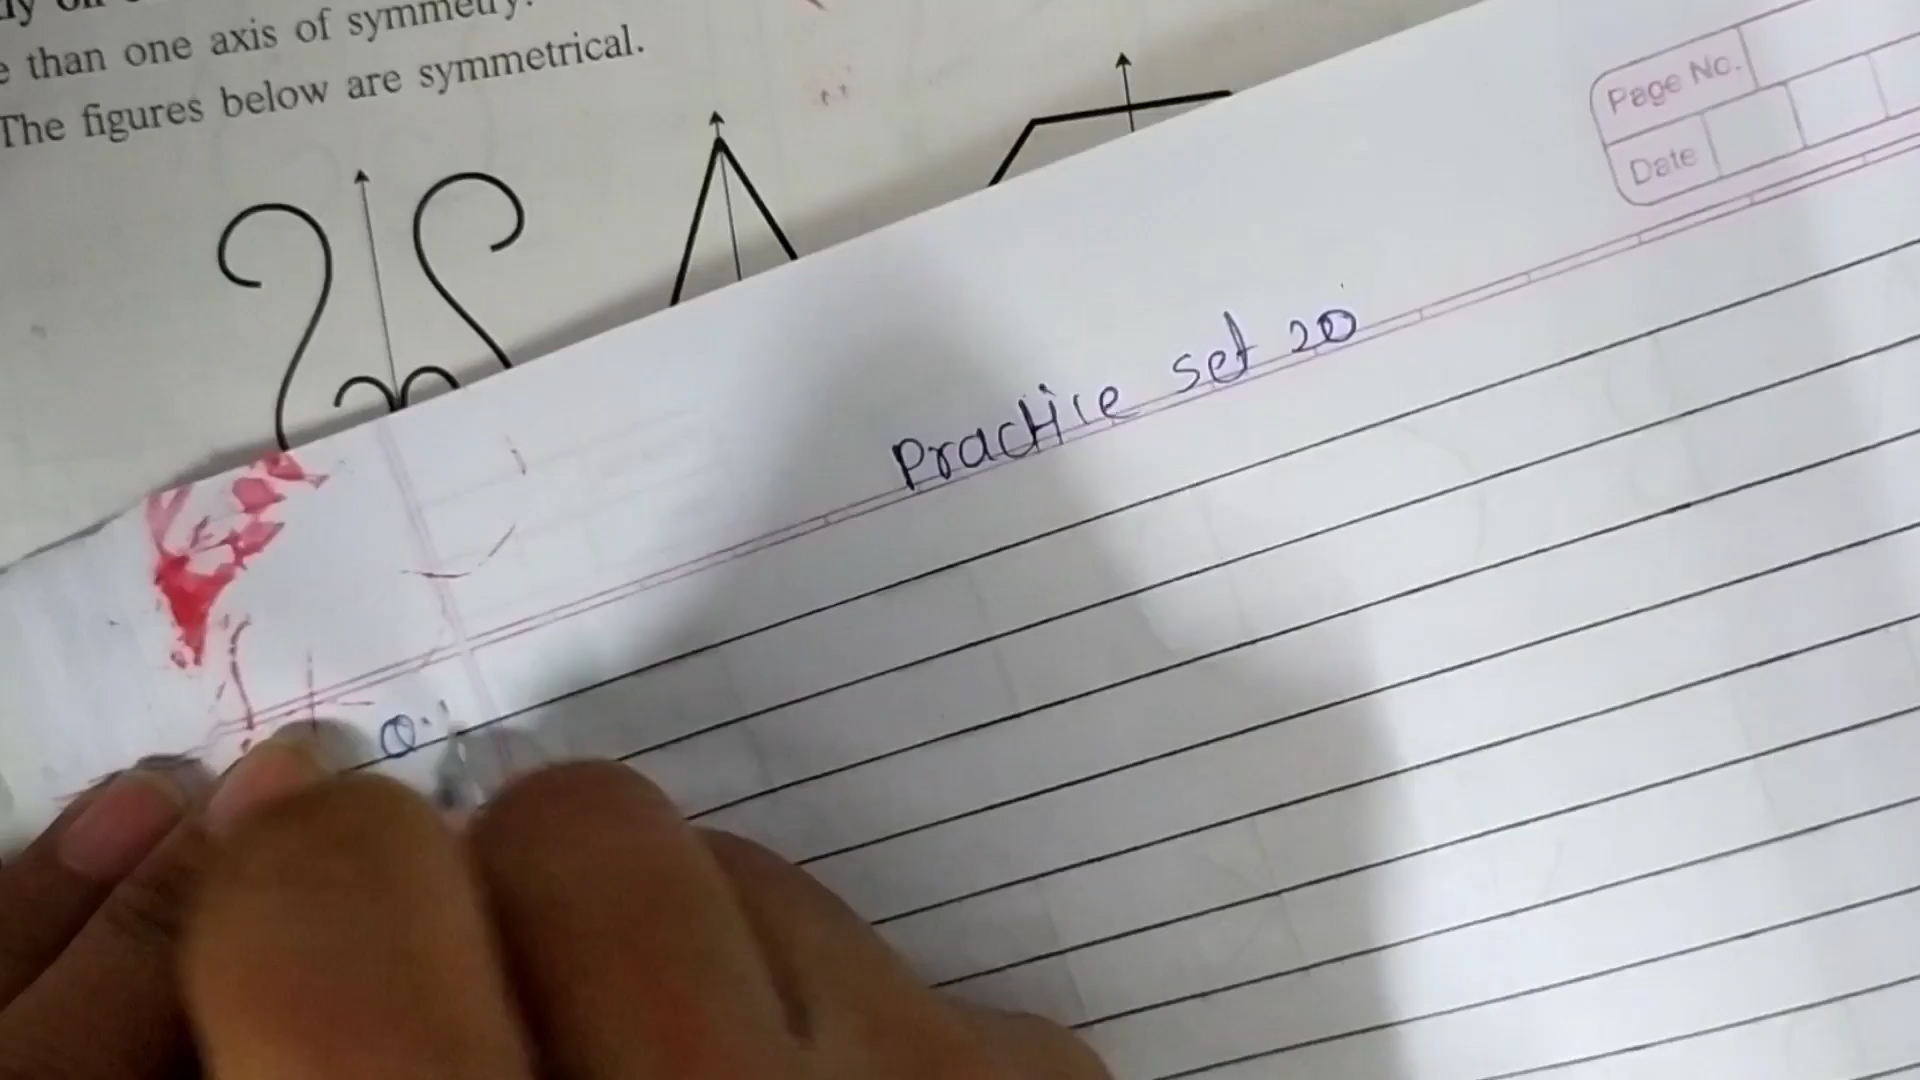 than one axis of symmetry.
The figures below are symmetrical.
Page No.
Date
Practice set 20
Q.